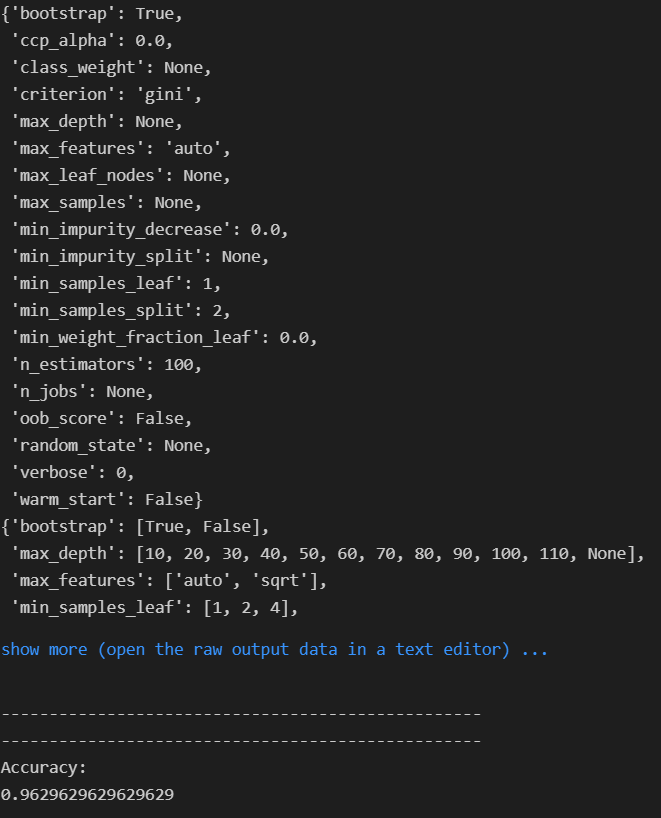 {'bootstrap': True,
 'ccp_alpha': 0.0,
 'class_weight': None,
 'criterion': 'gini',
 'max_depth': None,
 'max_features': 'auto',
 'max_leaf_nodes': None,
 'max_samples': None,
 'min_impurity_decrease': 0.0,
 'min_impurity_split': None,
 'min_samples_leaf': 1,
 'min_samples_split': 2,
 'min_weight_fraction_leaf': 0.0,
 'n_estimators': 100,
 'n_jobs': None,
 'oob_score': False,
 'random_state': None,
 'verbose': 0,
 'warm_start': False}
{'bootstrap': [True, False],
 'max_depth': [10, 20, 30, 40, 50, 60, 70, 80, 90, 100, 110, None],
 'max_features': ['auto', 'sqrt'],
 'min_samples_leaf': [1, 2, 4],
show more (open the raw output data in a text editor) ...
--------------------------------------------------
--------------------------------------------------
Accuracy:
0.9629629629629629